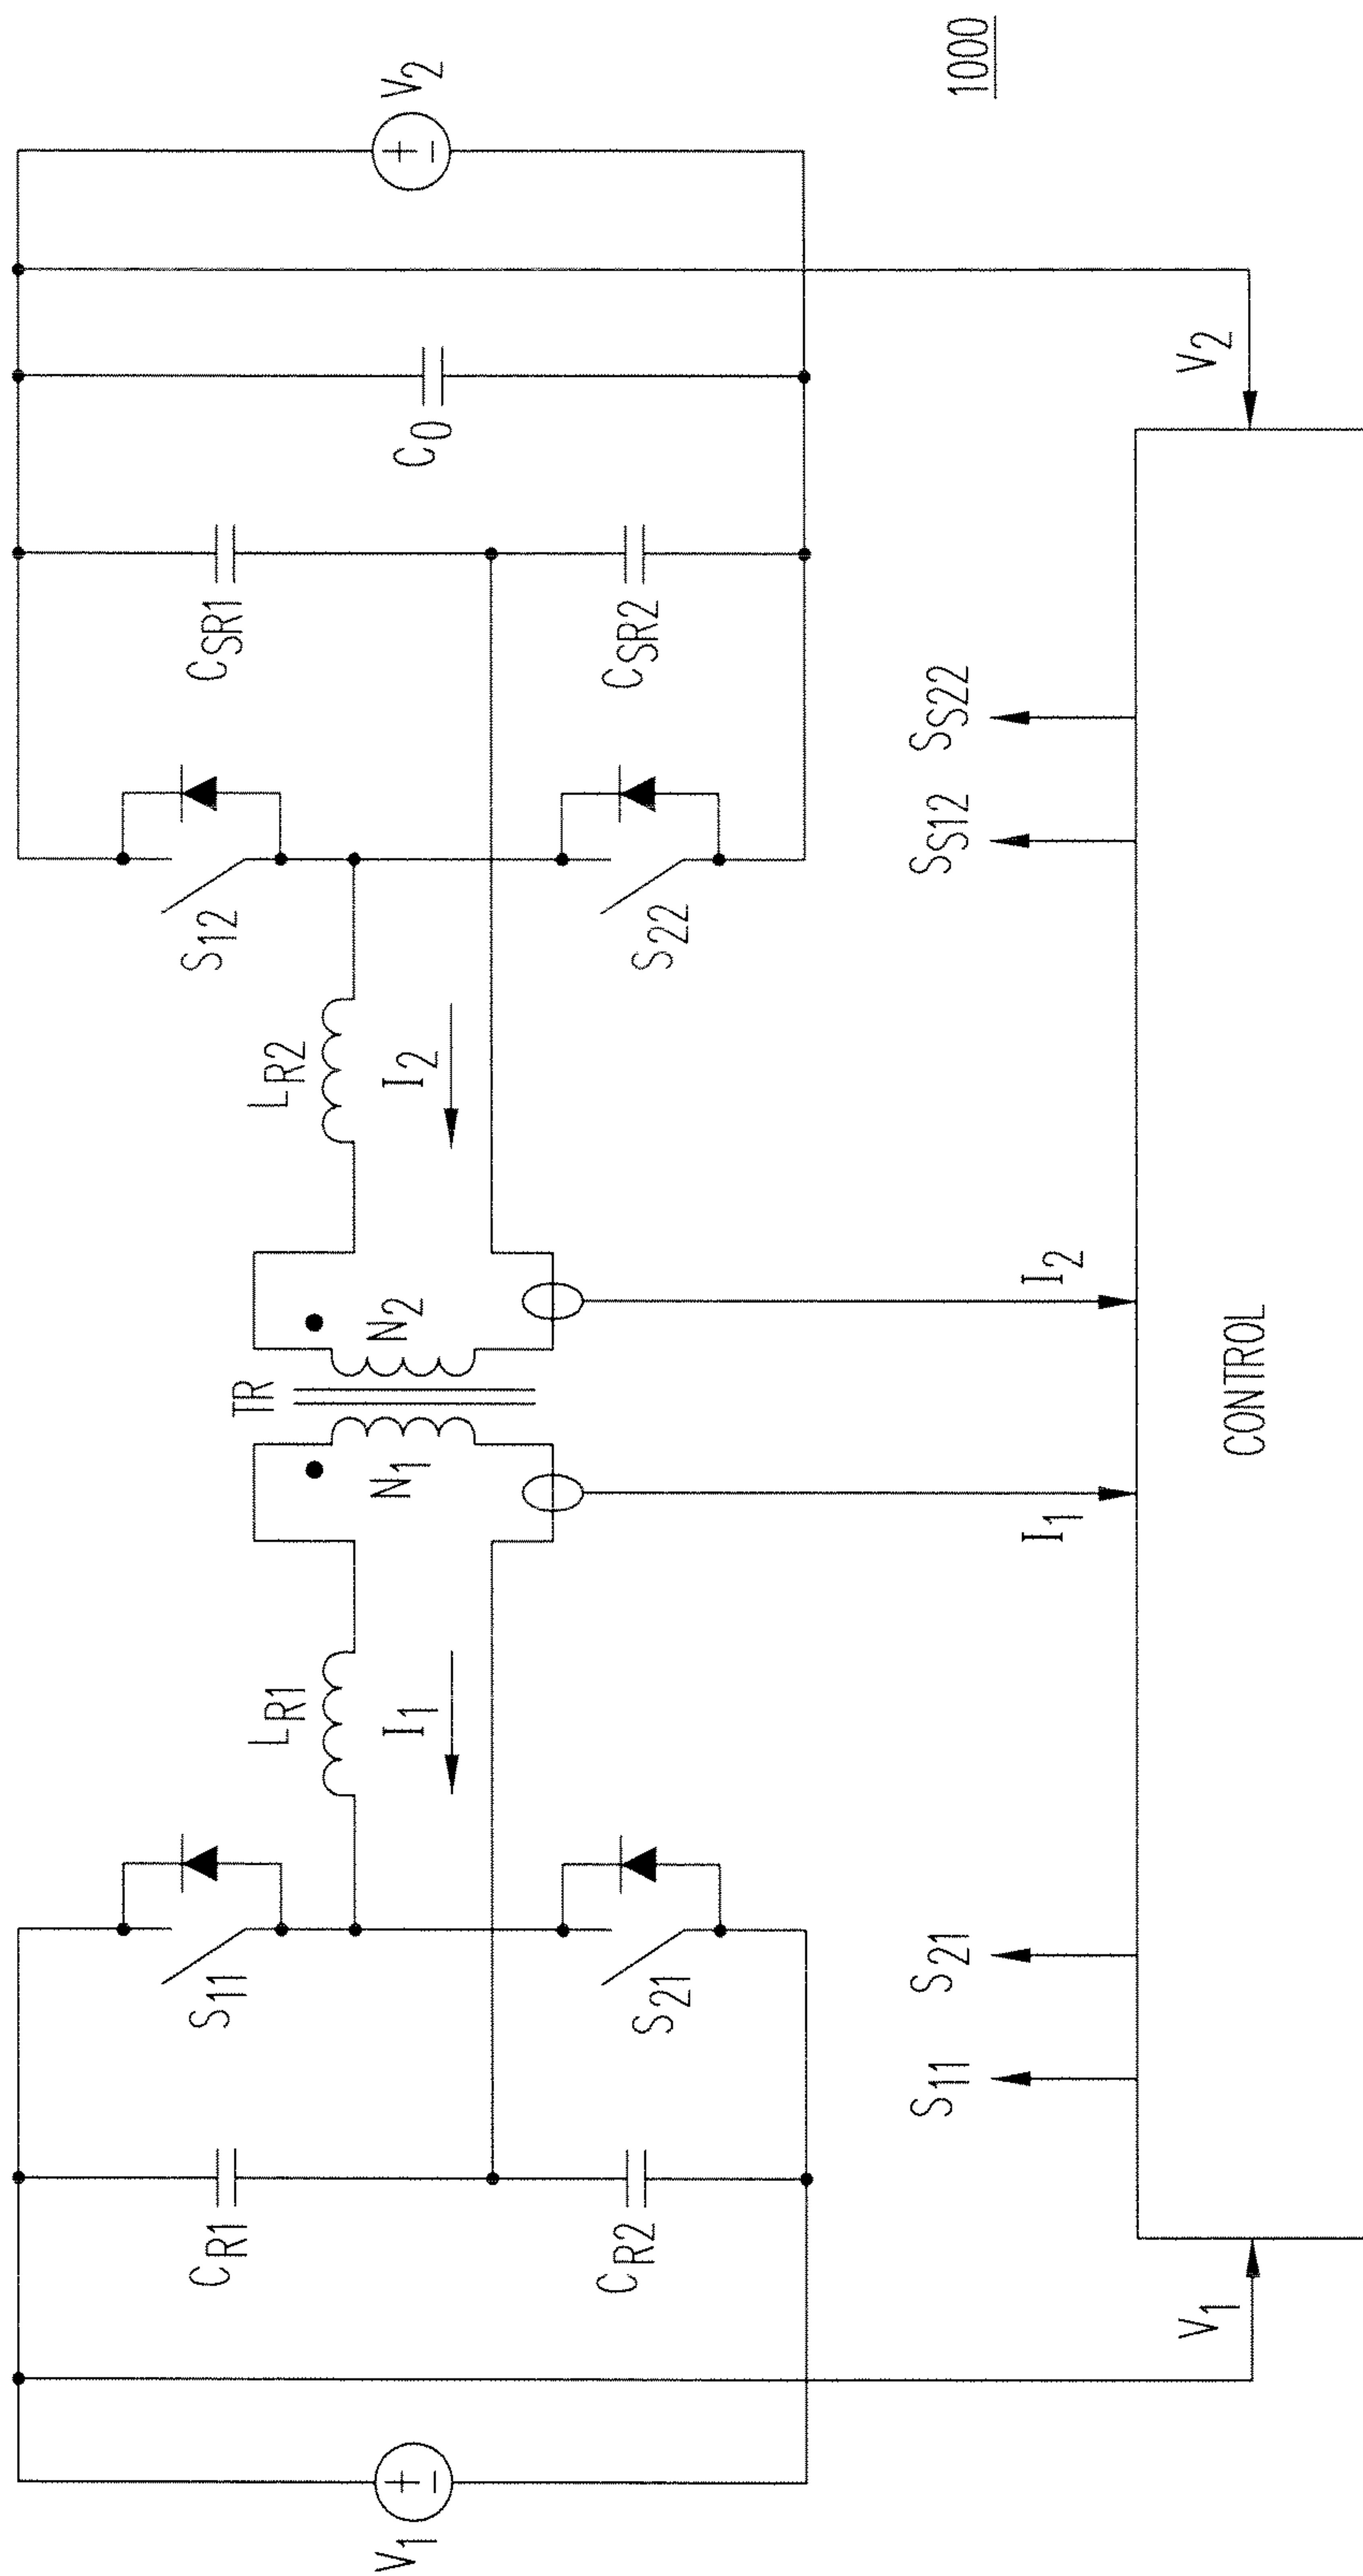 1000
V1
CR1
CR2
S11
S21
LR1
I1
N1
TR
N2
LR2
I2
S12
S22
CSR1
CSR2
C0
V2
V1
S11
S21
I1
I2
SS12
SS22
V2
CONTROL